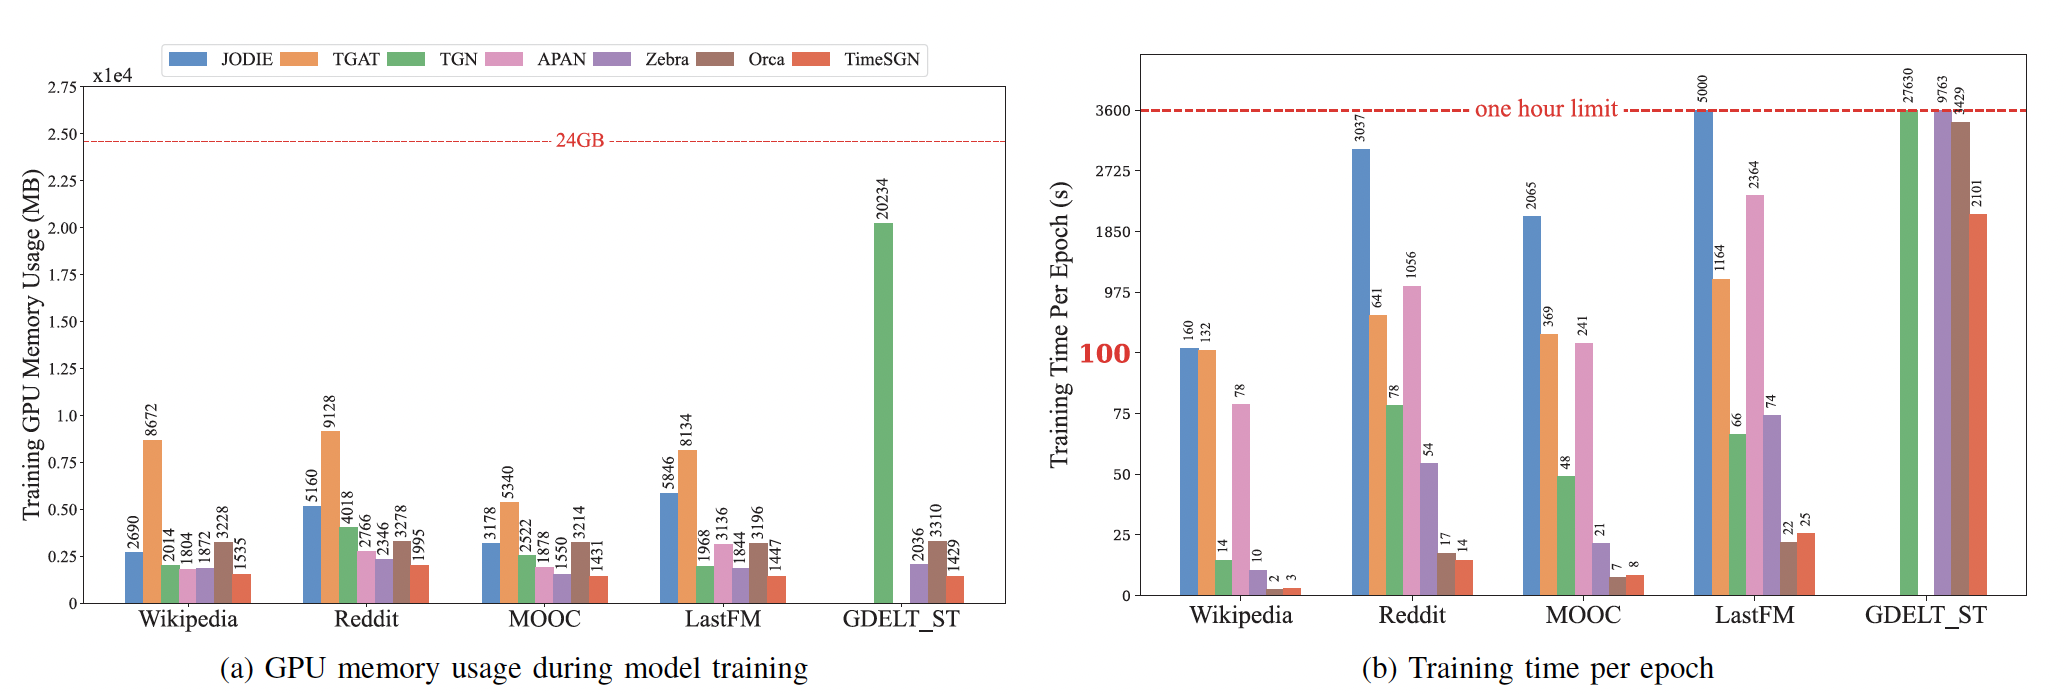 JODIE TGAT TGN APAN Zebra Orca TimeSGN
x1e4
Training GPU Memory Usage (MB)
2.75
2.50
2.25
2.00
1.75
1.50
1.25
1.0
0.75
0.50
0.25
0
24GB
2690 8672 2014 1804 1872 3228 1535
5160 9128 4018 2766 2346 3278 1995
3178 5340 2522 1878 1550 3214 1431
5846 8134 1968 3136 1844 3196 1447
20234 2036 3310 1429
Wikipedia Reddit MOOC LastFM GDELT_ST
(a) GPU memory usage during model training
Training Time Per Epoch (s)
3600
2725
1850
975
100
75
50
25
0
one hour limit
160 132 14 78 10 2 3
3037 641 78 1056 54 17 14
2065 369 48 241 21 7 8
5000 1164 66 2364 74 22 25
27630 9763 3429 2101
Wikipedia Reddit MOOC LastFM GDELT_ST
(b) Training time per epoch